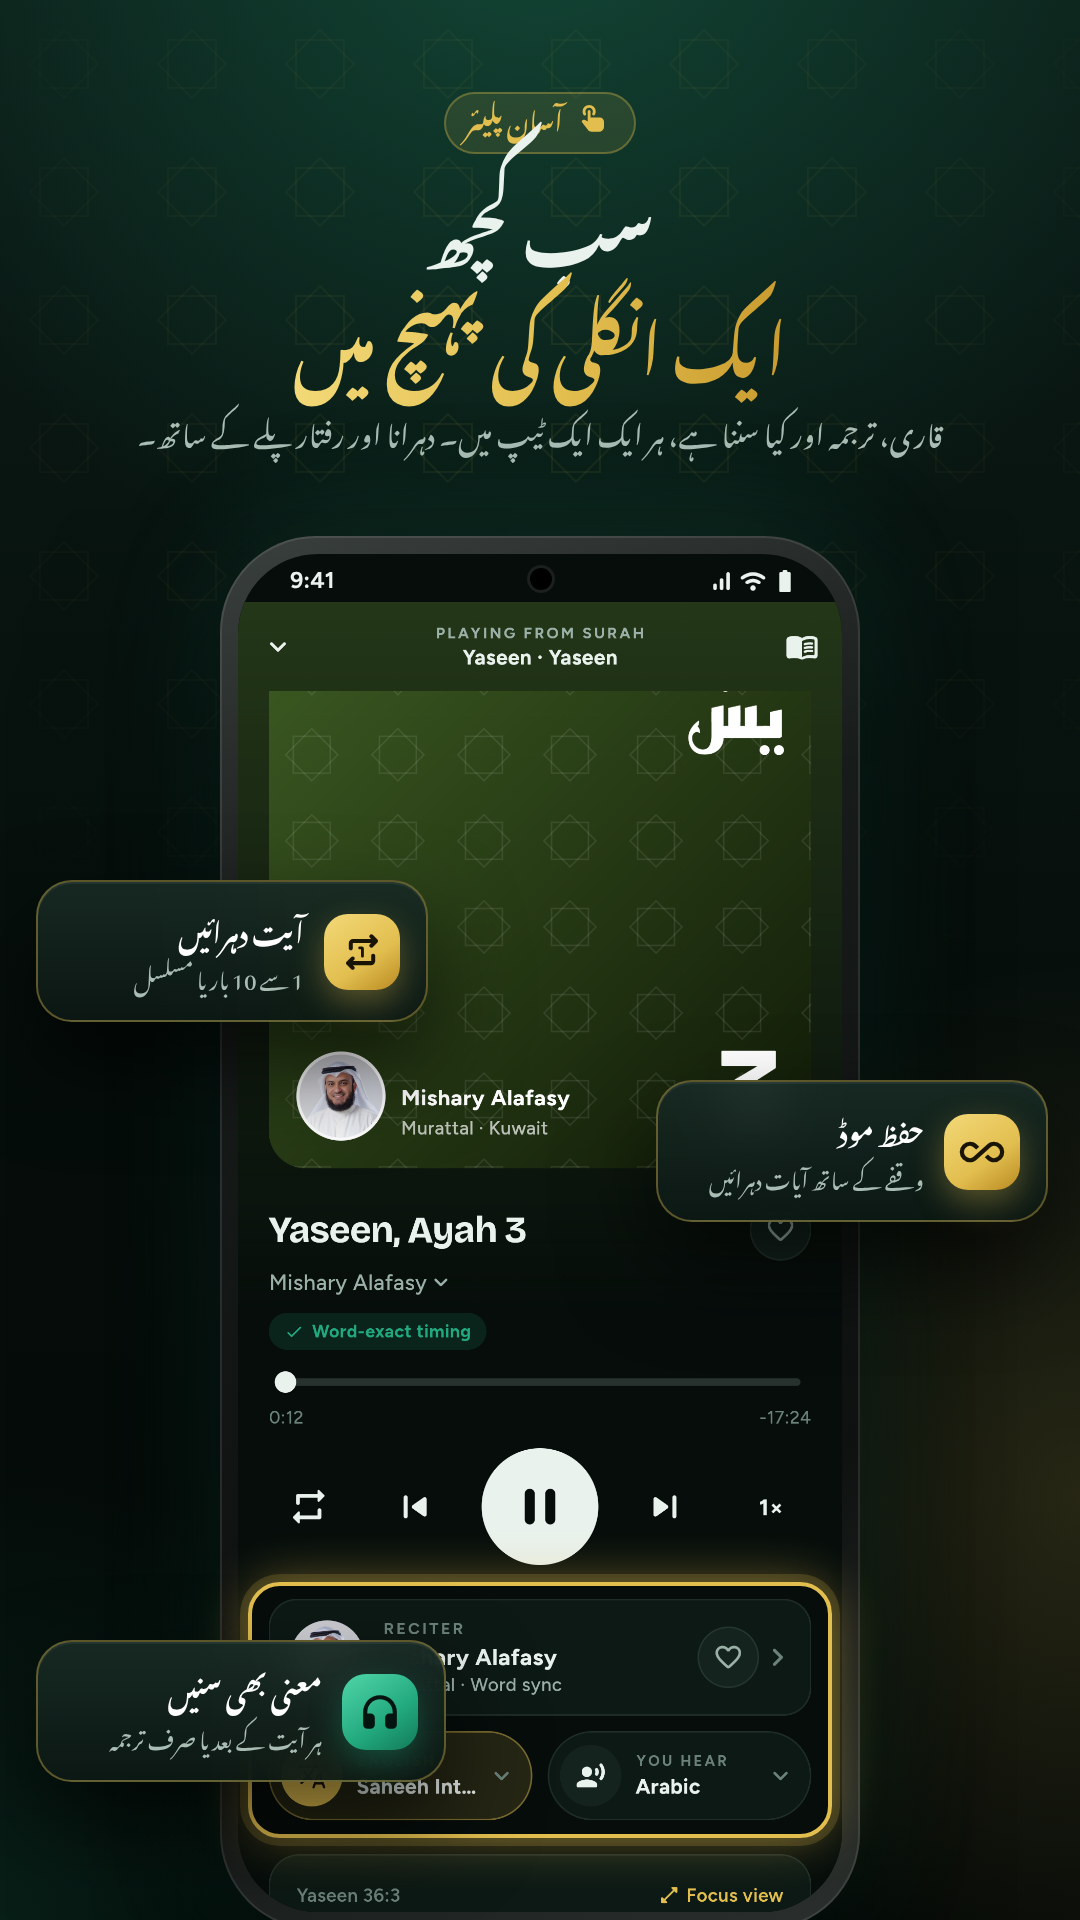 آسان پلیئر
سب کچھ
ایک انگلی کی پہنچ میں
قاری، ترجمہ اور کیا سننا ہے، ہر ایک ایک ٹیپ میں۔ دہرانا اور رفتار پلے کے ساتھ۔
9:41
PLAYING FROM SURAH
Yaseen · Yaseen
يس
آیت دہرائیں
1 سے 10 بار یا مسلسل
Mishary Alafasy
Murattal · Kuwait
حفظ موڈ
وقفے کے ساتھ آیات دہرائیں
Yaseen, Ayah 3
Mishary Alafasy
Word-exact timing
0:12
-17:24
1×
RECITER
ary Alafasy
al · Word sync
معنی بھی سنیں
ہر آیت کے بعد یا صرف ترجمہ
Saheeh Int...
YOU HEAR
Arabic
Yaseen 36:3
Focus view